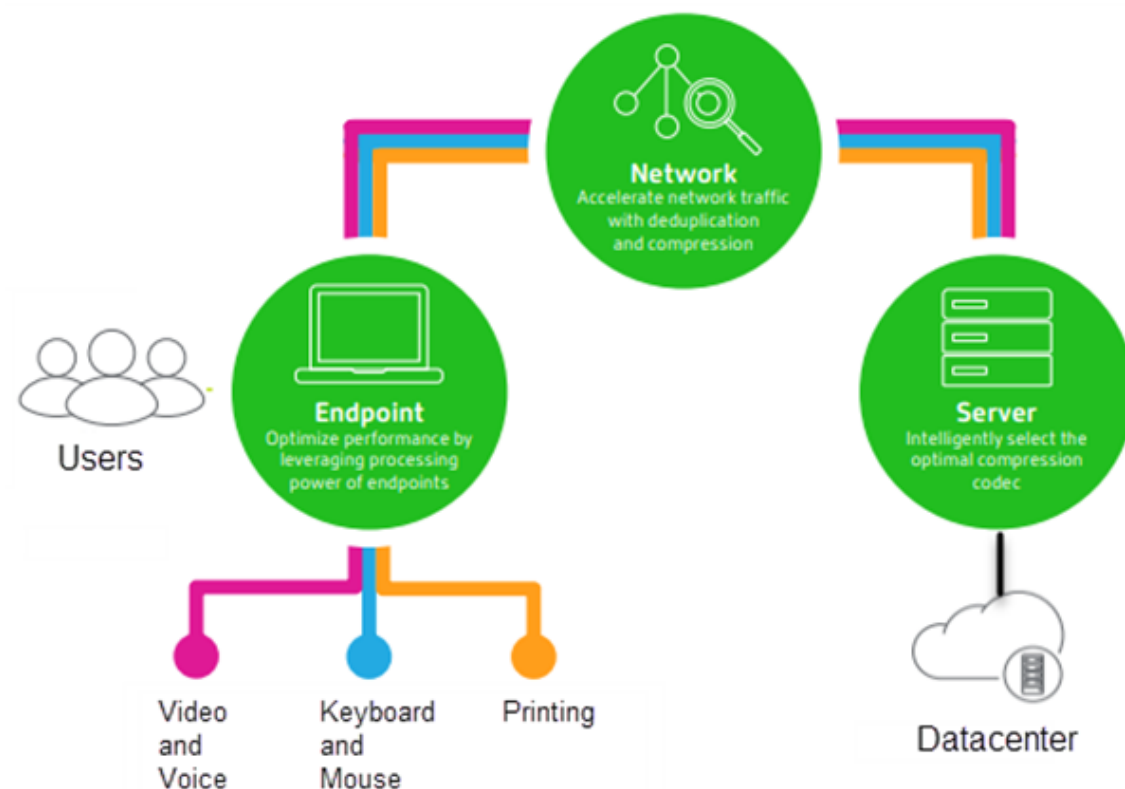 Network
Accelerate network traffic
with deduplication
and compression
Users
Endpoint
Optimize performance by
leveraging processing
power of endpoints
Server
Intelligently select the
optimal compression
codec
Video
and
Voice
Keyboard
and
Mouse
Printing
Datacenter